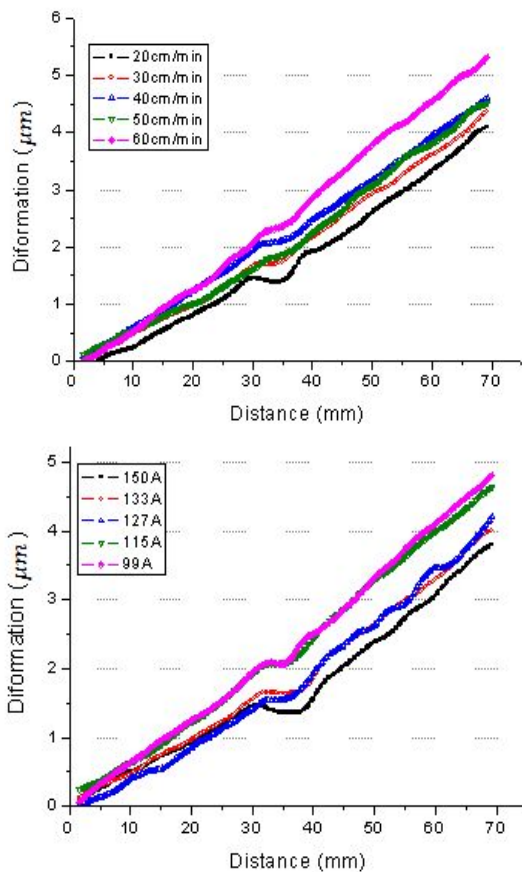 6
5
4
3
2
1
0
Diformation (μm)
20cm/min
30cm/min
40cm/min
50cm/min
60cm/min
0 10 20 30 40 50 60 70
Distance (mm)
5
4
3
2
1
0
Diformation (μm)
150A
133A
127A
115A
99A
0 10 20 30 40 50 60 70
Distance (mm)